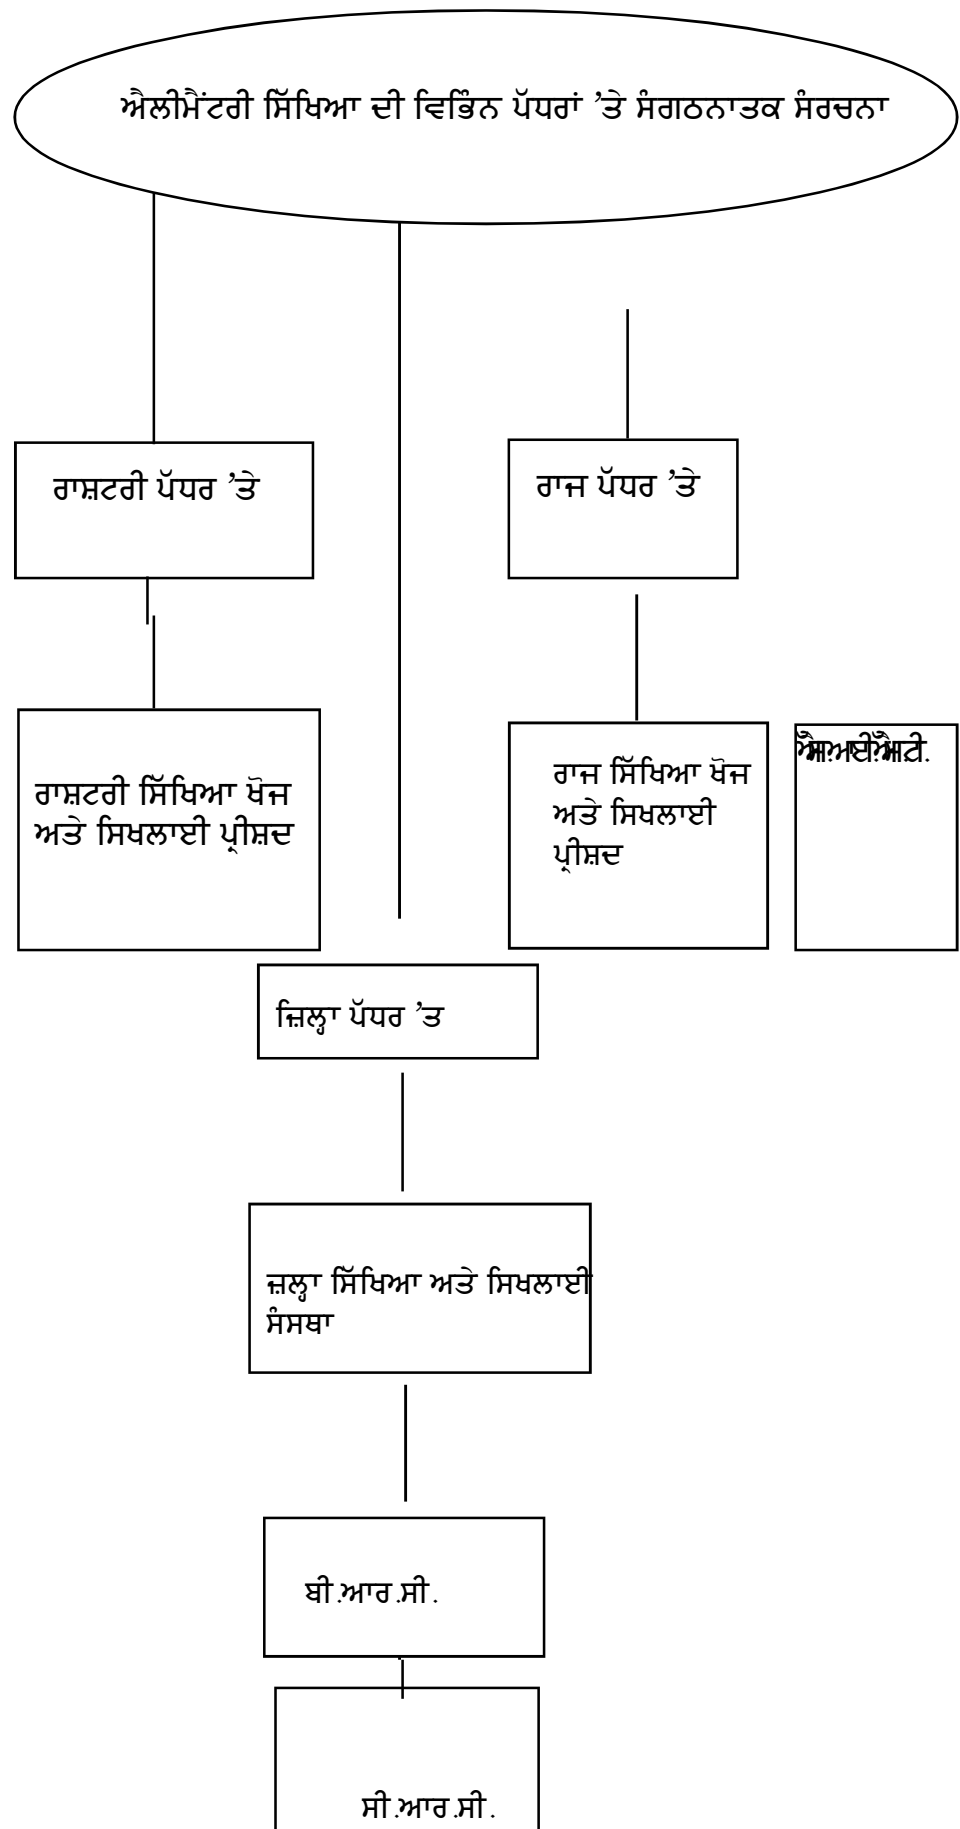 ਐਲੀਮੈਂਟਰੀ ਸਿੱਖਿਆ ਦੀ ਵਿਭਿੰਨ ਪੱਧਰਾਂ ’ਤੇ ਸੰਗਠਨਾਤਕ ਸੰਰਚਨਾ
ਰਾਸ਼ਟਰੀ ਪੱਧਰ ’ਤੇ
ਰਾਜ ਪੱਧਰ ’ਤੇ
ਰਾਸ਼ਟਰੀ ਸਿੱਖਿਆ ਖੋਜ
ਅਤੇ ਸਿਖਲਾਈ ਪ੍ਰੀਸ਼ਦ
ਰਾਜ ਸਿੱਖਿਆ ਖੋਜ
ਅਤੇ ਸਿਖਲਾਈ
ਪ੍ਰੀਸ਼ਦ
ਜ਼ਿਲ੍ਹਾ ਪੱਧਰ ’ਤ
ਜ਼ਲ੍ਹਾ ਸਿੱਖਿਆ ਅਤੇ ਸਿਖਲਾਈ
ਸੰਸਥਾ
ਬੀ.ਆਰ.ਸੀ.
ਸੀ.ਆਰ.ਸੀ.